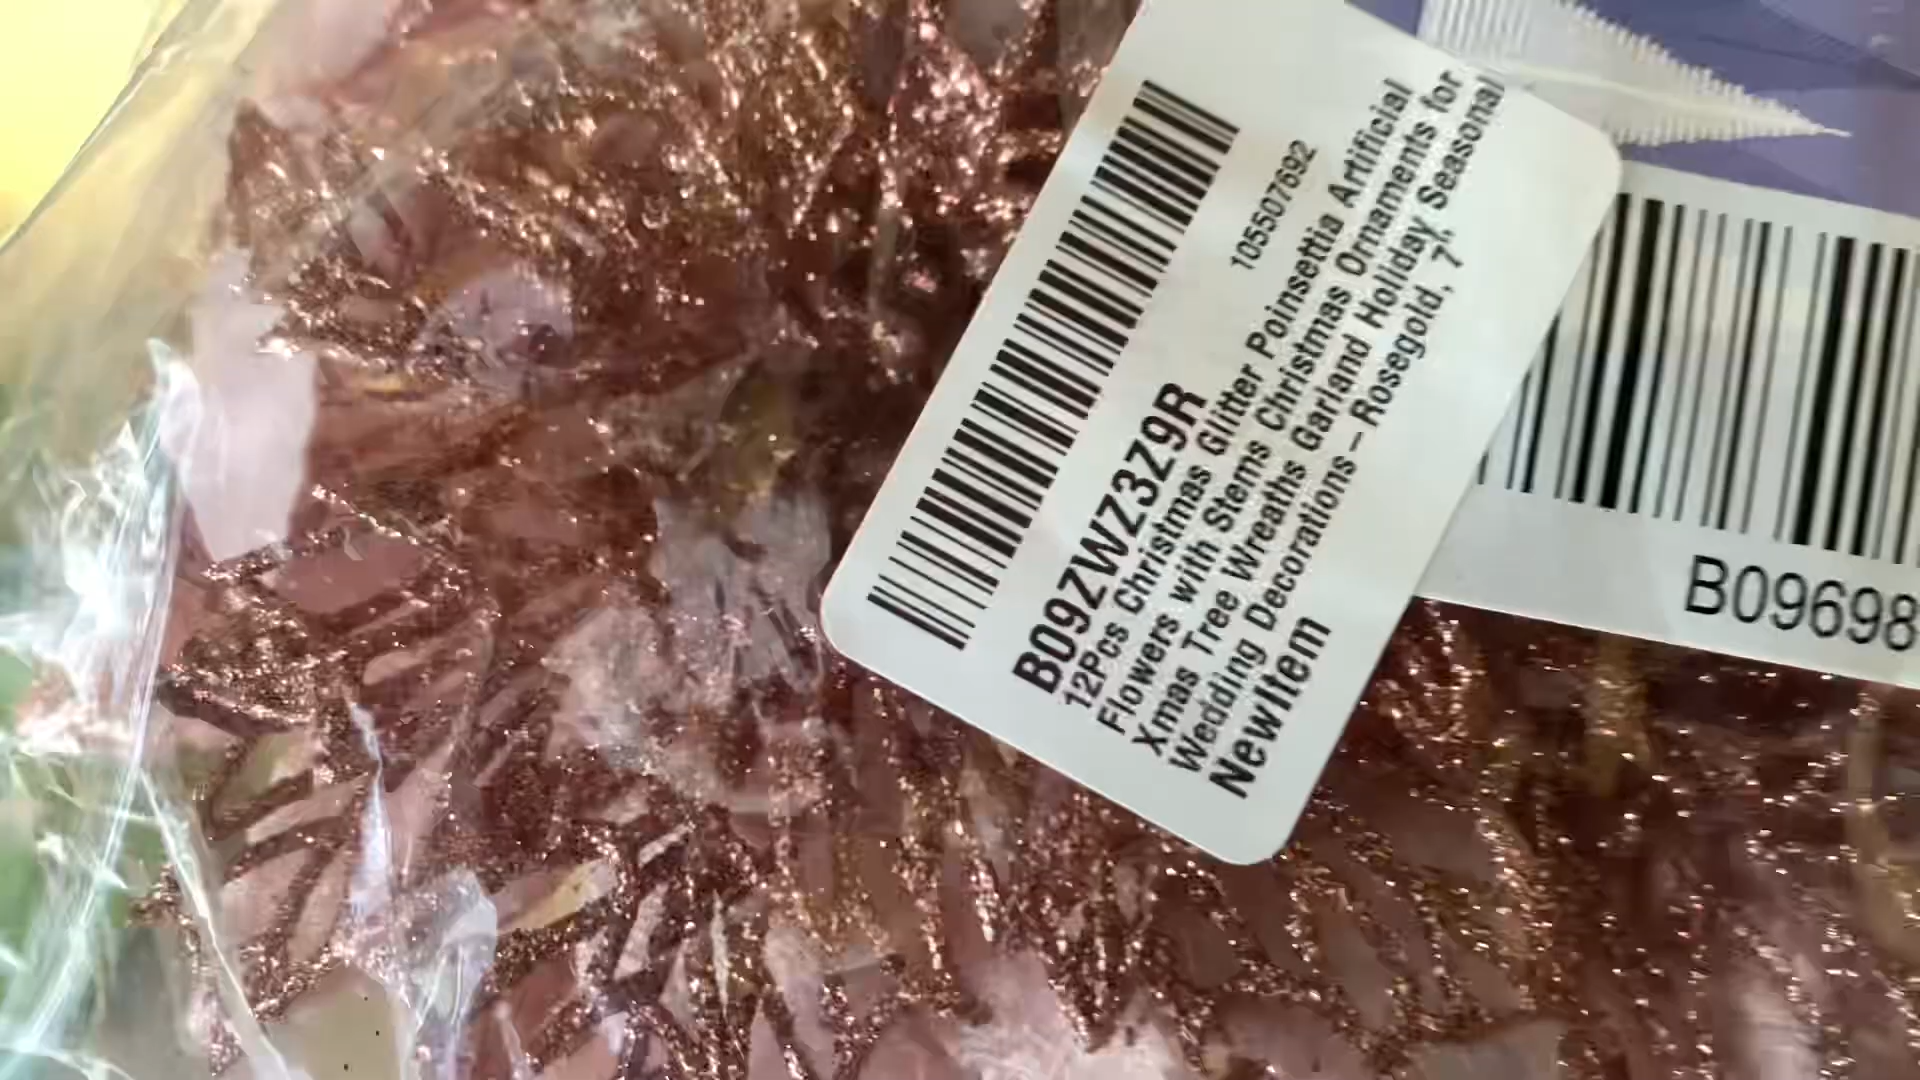 105507692
B09ZWZ3Z9R
12Pcs Christmas Glitter Poinsettia Artificial
Flowers with Stems Christmas Ornaments for
Xmas Tree Wreaths Garland Holiday Seasonal
Wedding Decorations – Rosegold, 7"
NewItem
B09698